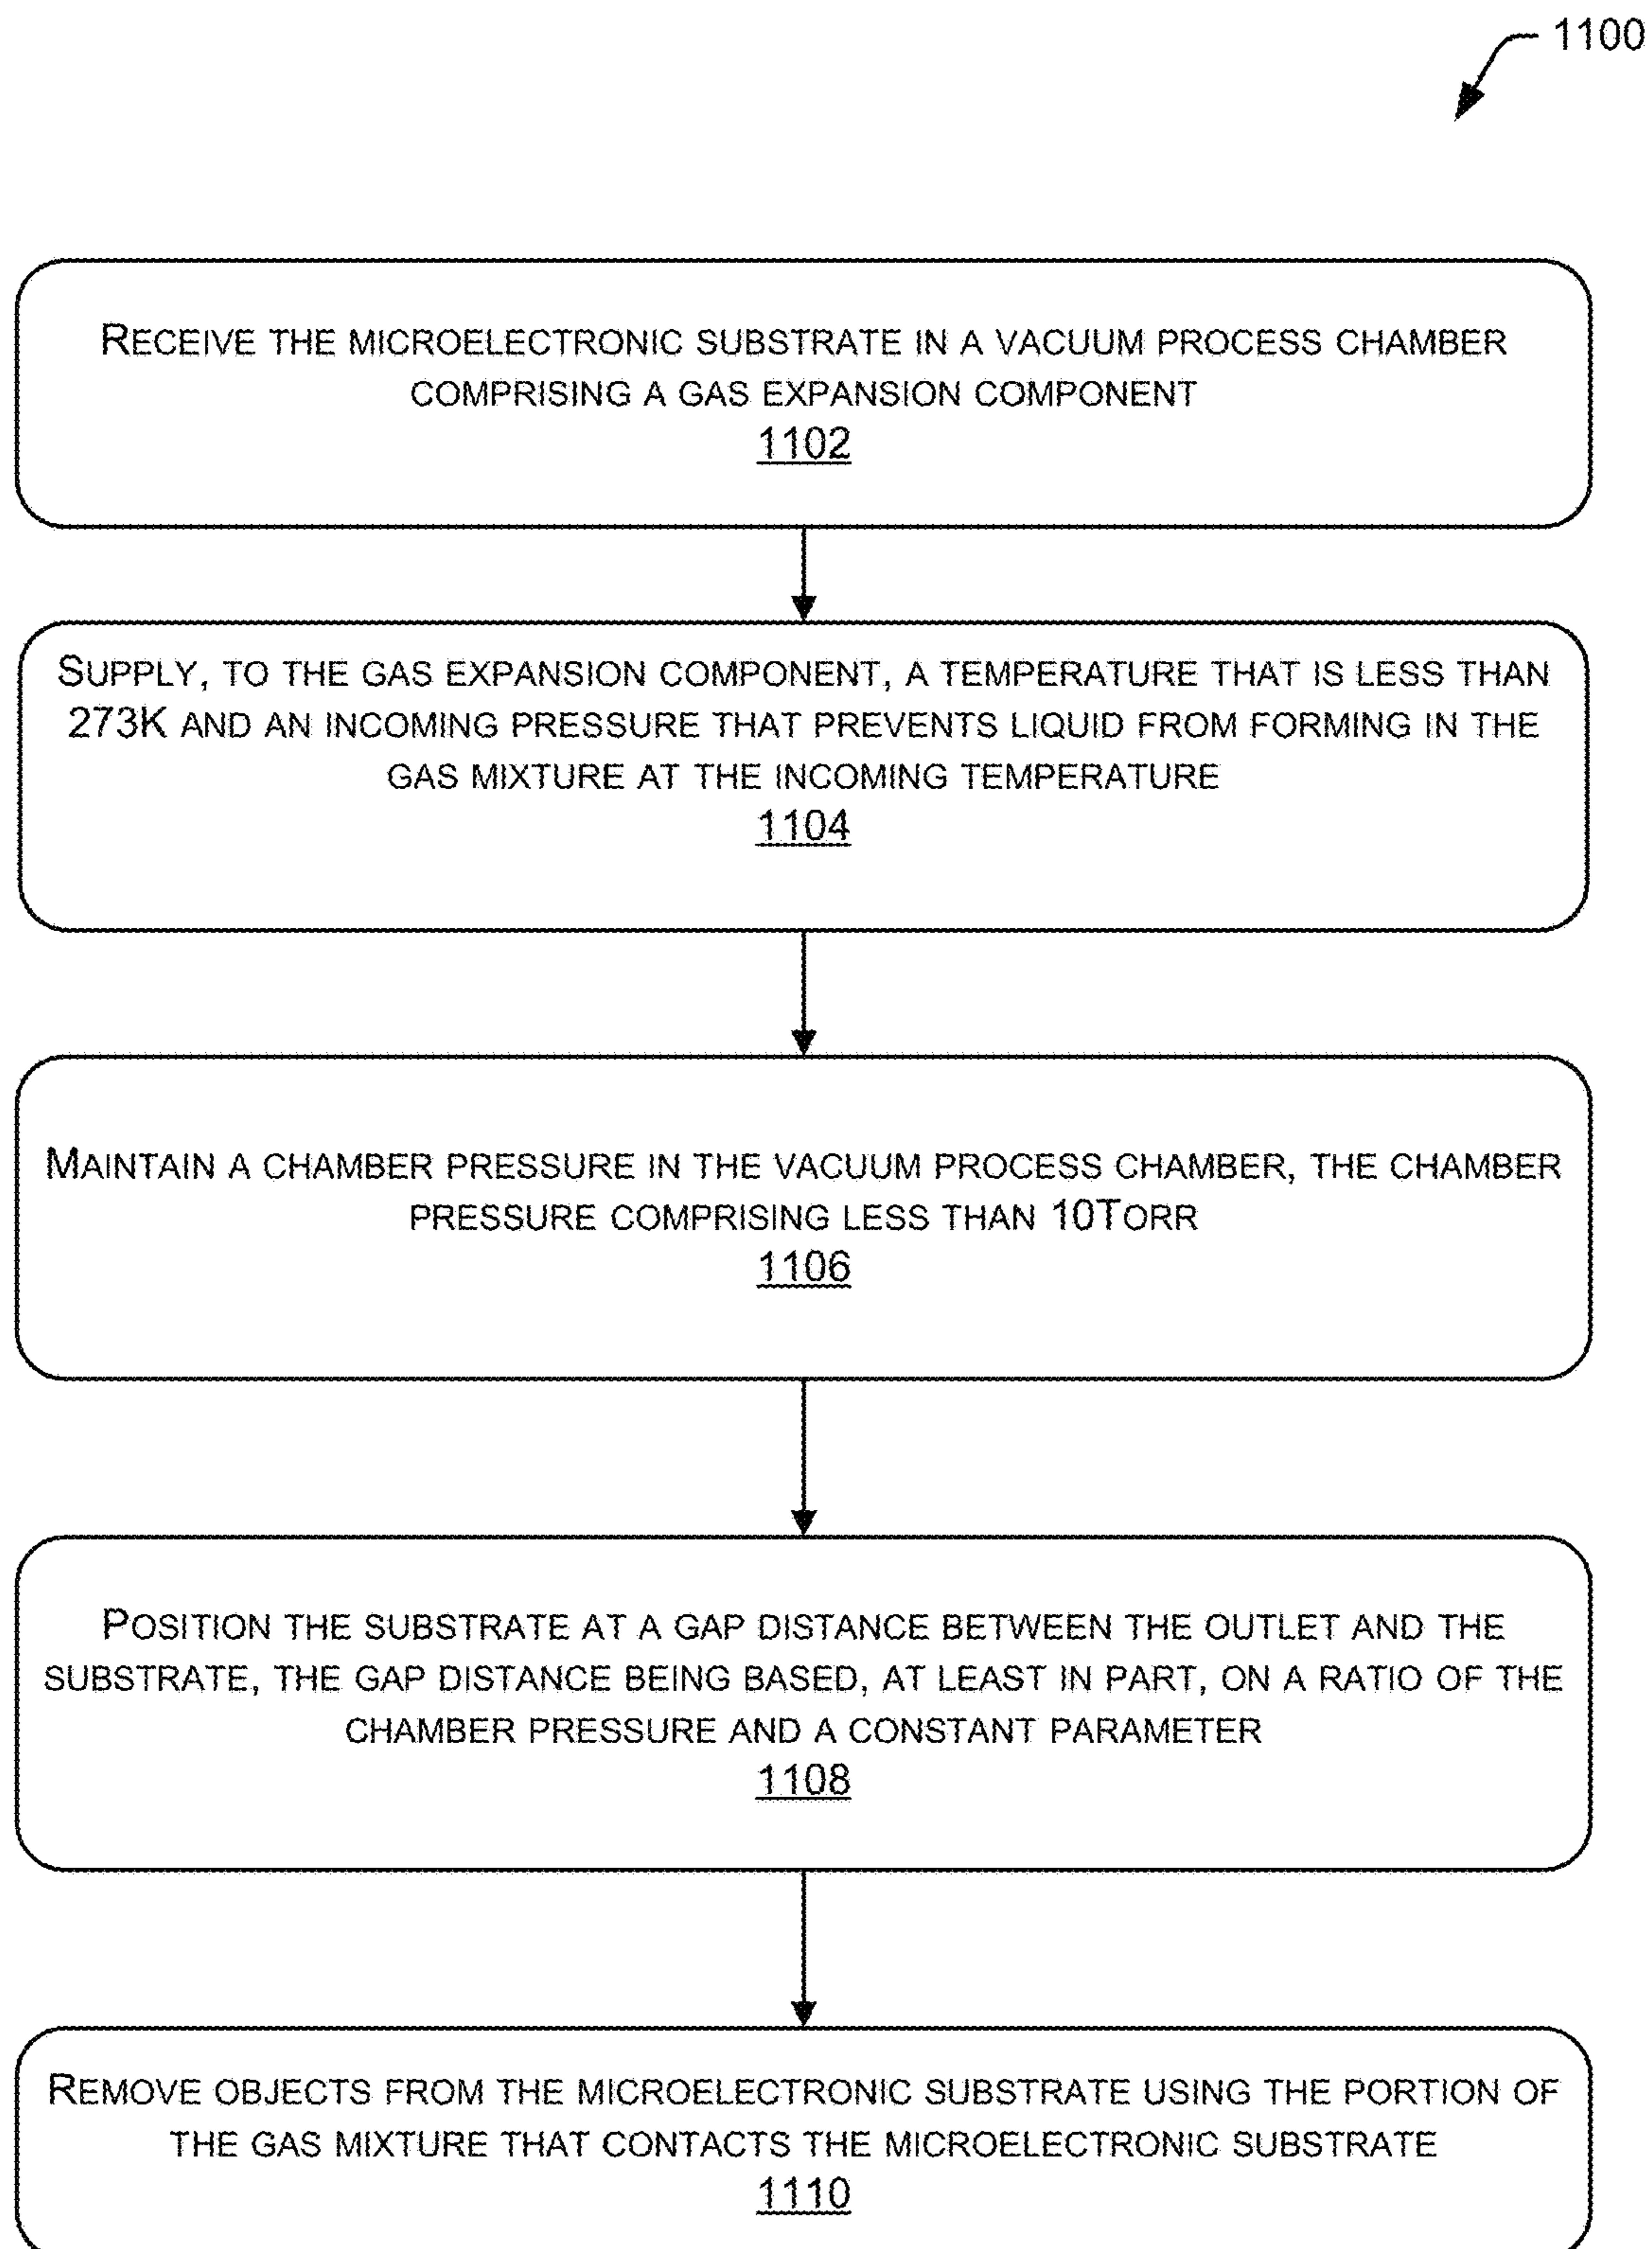 1100
RECEIVE THE MICROELECTRONIC SUBSTRATE IN A VACUUM PROCESS CHAMBER
COMPRISING A GAS EXPANSION COMPONENT
1102
SUPPLY, TO THE GAS EXPANSION COMPONENT, A TEMPERATURE THAT IS LESS THAN
273K AND AN INCOMING PRESSURE THAT PREVENTS LIQUID FROM FORMING IN THE
GAS MIXTURE AT THE INCOMING TEMPERATURE
1104
MAINTAIN A CHAMBER PRESSURE IN THE VACUUM PROCESS CHAMBER, THE CHAMBER
PRESSURE COMPRISING LESS THAN 10TORR
1106
POSITION THE SUBSTRATE AT A GAP DISTANCE BETWEEN THE OUTLET AND THE
SUBSTRATE, THE GAP DISTANCE BEING BASED, AT LEAST IN PART, ON A RATIO OF THE
CHAMBER PRESSURE AND A CONSTANT PARAMETER
1108
REMOVE OBJECTS FROM THE MICROELECTRONIC SUBSTRATE USING THE PORTION OF
THE GAS MIXTURE THAT CONTACTS THE MICROELECTRONIC SUBSTRATE
1110